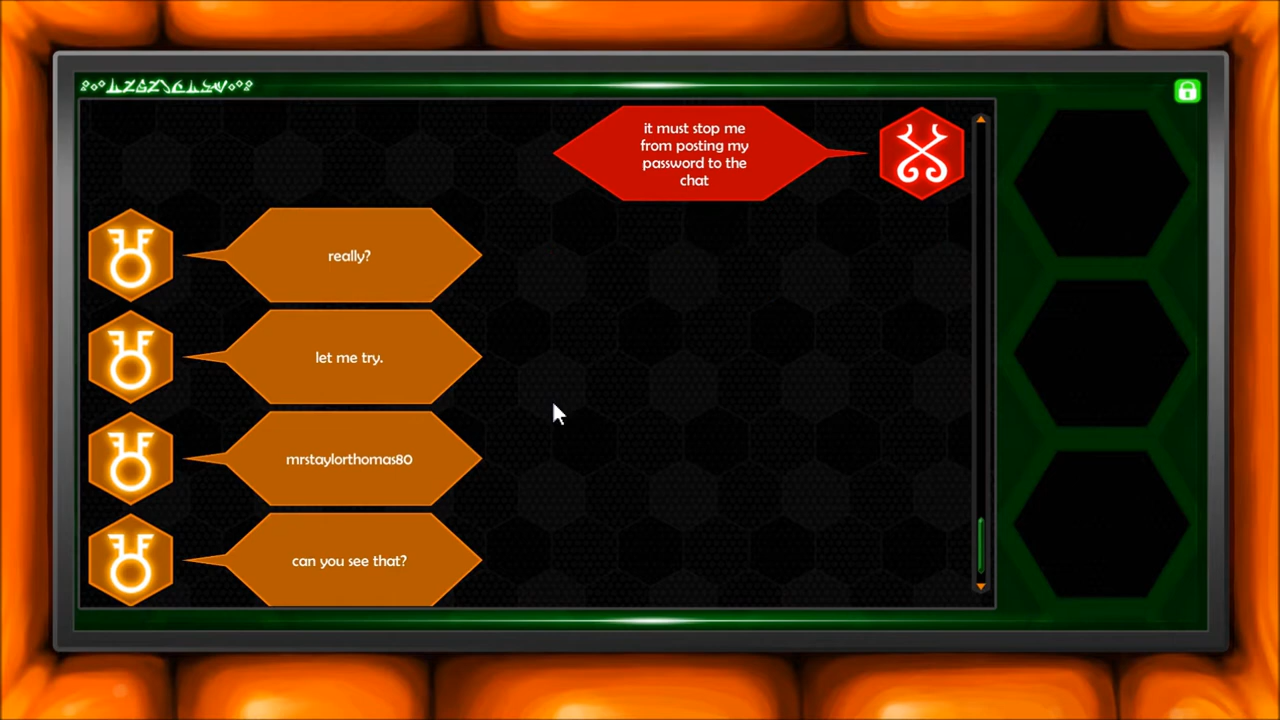 it must stop me
from posting my
password to the
chat
really?
let me try.
mrstaylorthomas80
can you see that?